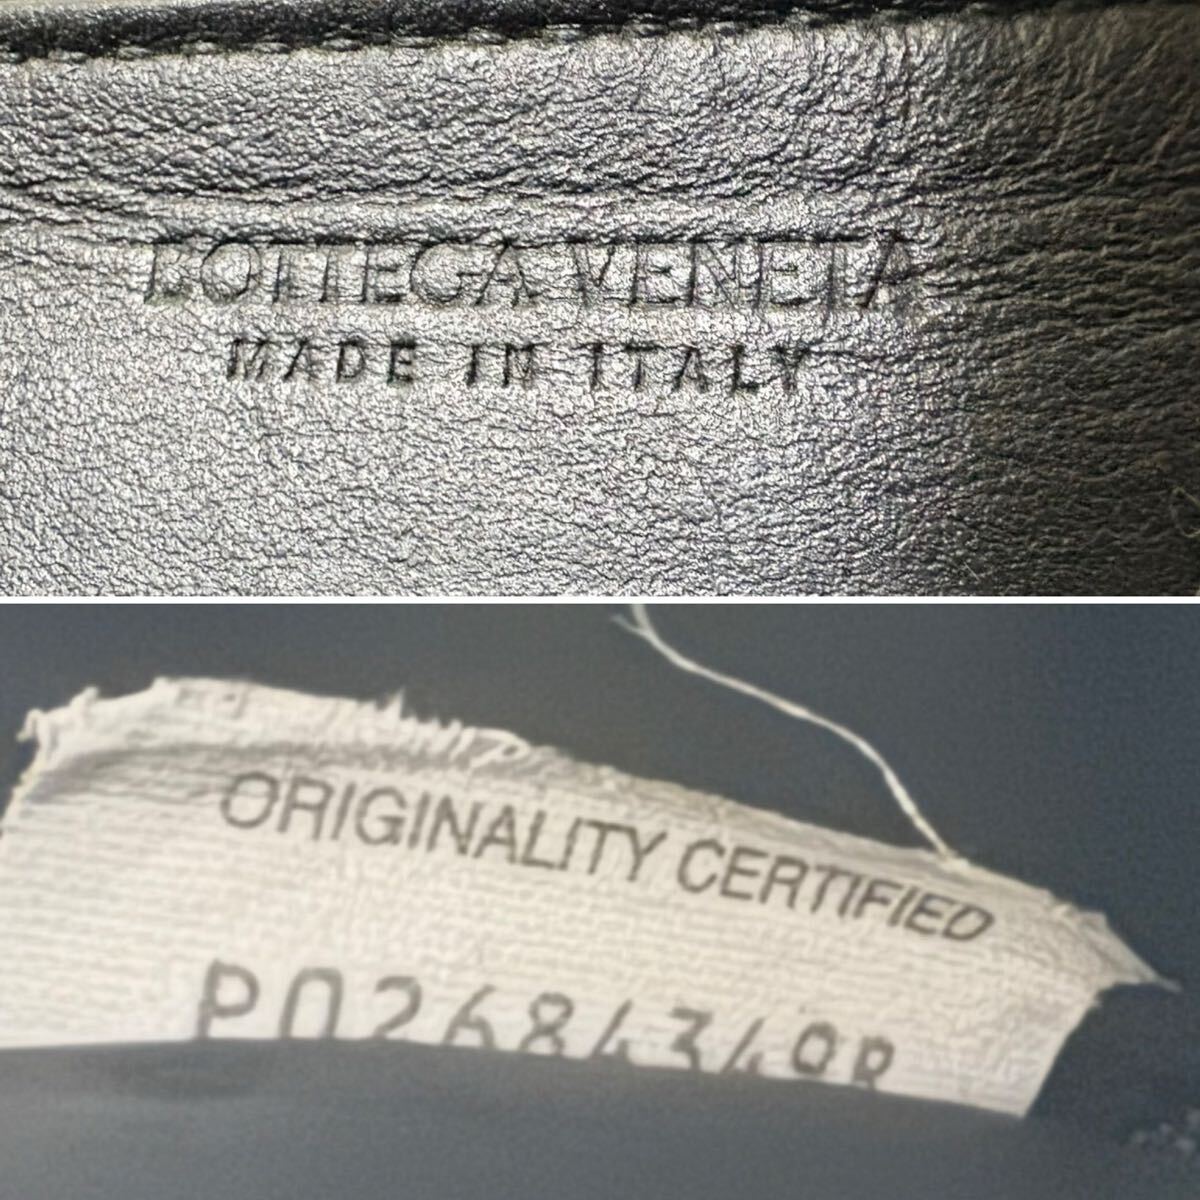 BOTTEGA VENETA
MADE IN ITALY
ORIGINALITY CERTIFIED